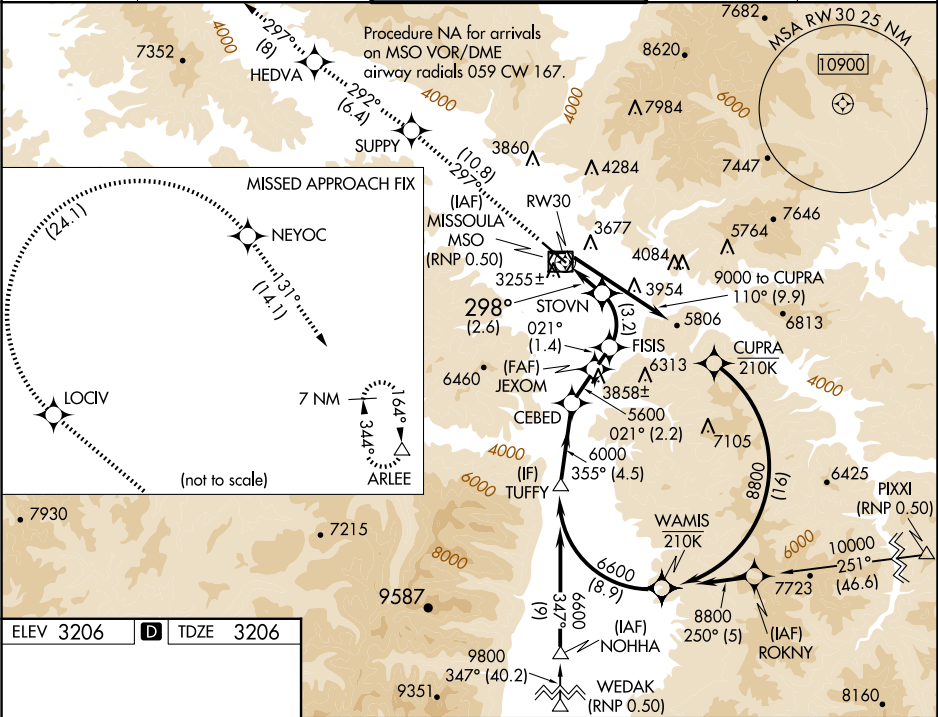 297°
(8)
HEDVA
7352
4000
Procedure NA for arrivals
on MSO VOR/DME
airway radials 059 CW 167.
7682
8620
MSA RW30 25 NM
10900
292°
(6.4)
4000
4000
7984
6000
SUPPY
(10.8)
297°
3860
4284
7447
MISSED APPROACH FIX
(24.1)
NEYOC
131°
(14.1)
LOCIV
7 NM
344°
164°
ARLEE
(not to scale)
(IAF)
MISSOULA
MSO
(RNP 0.50)
RW30
3677
7646
5764
4084
3255±
3954
9000 to CUPRA
110° (9.9)
298°
(2.6)
STOVN
(3.2)
5806
6813
021°
(1.4)
FISIS
CUPRA
210K
6460
(FAF)
JEXOM
6313
3858±
4000
CEBED
5600
021° (2.2)
7105
4000
6000
355° (4.5)
8800
(16)
6425
6000
(IF)
TUFFY
PIXXI
(RNP 0.50)
7930
7215
WAMIS
210K
6000
10000
251°
(46.6)
8000
6600
(8.9)
7723
9587
6600
347°
(9)
8800
250° (5)
(IAF)
ROKNY
(IAF)
NOHHA
ELEV 3206
D
TDZE 3206
9800
347° (40.2)
WEDAK
(RNP 0.50)
9351
8160